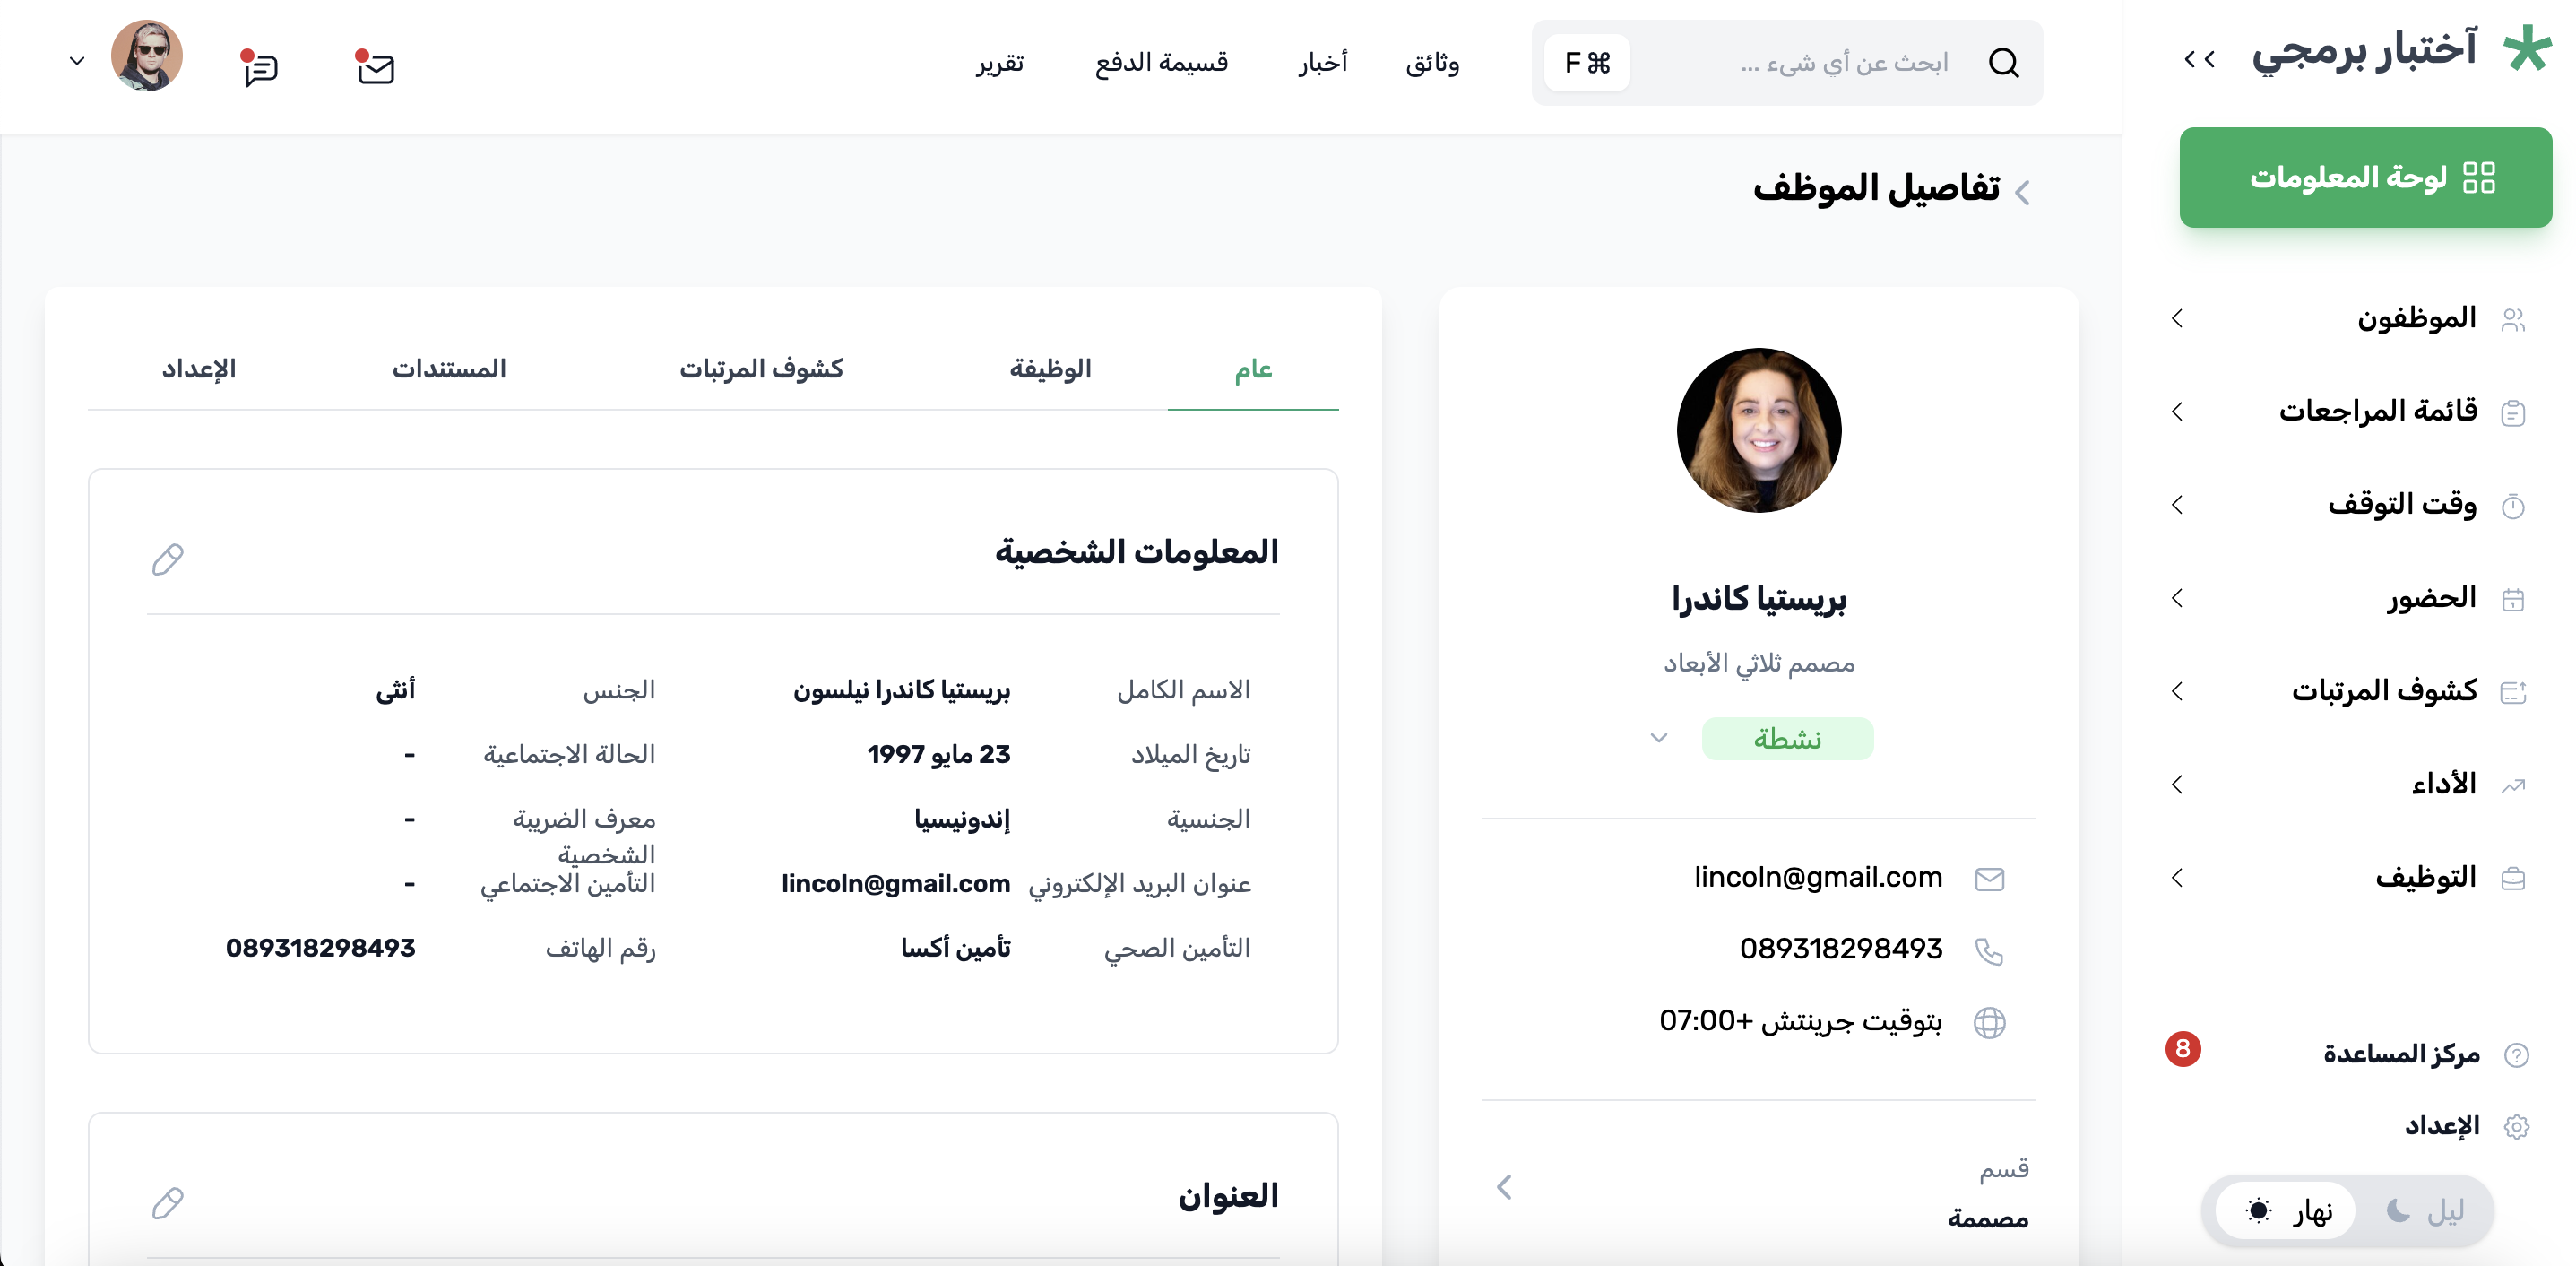 آختبار برمجي
لوحة المعلومات
الموظفون
قائمة المراجعات
وقت التوقف
الحضور
كشوف المرتبات
الأداء
التوظيف
مركز المساعدة
8
الإعداد
ليل
نهار
ابحث عن أي شيء ...
⌘ F
وثائق
أخبار
قسيمة الدفع
تقرير
تفاصيل الموظف
بريستيا كاندرا
مصمم ثلاثي الأبعاد
نشطة
lincoln@gmail.com
089318298493
بتوقيت جرينتش +07:00
قسم
مصممة
عام
الوظيفة
كشوف المرتبات
المستندات
الإعداد
المعلومات الشخصية
الاسم الكامل
بريستيا كاندرا نيلسون
الجنس
أنثى
تاريخ الميلاد
23 مايو 1997
الحالة الاجتماعية
-
الجنسية
إندونيسيا
معرف الضريبة
الشخصية
-
عنوان البريد الإلكتروني
lincoln@gmail.com
التأمين الاجتماعي
-
التأمين الصحي
تأمين أكسا
رقم الهاتف
089318298493
العنوان